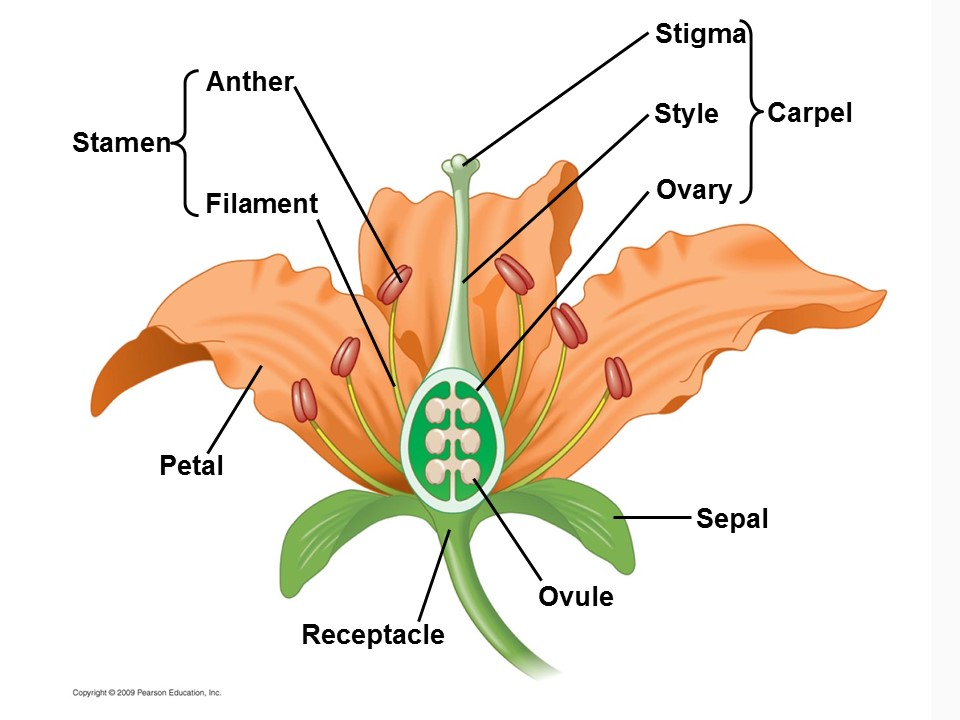 Stigma
Anther
Style
Carpel
Stamen
Ovary
Filament
Petal
Sepal
Ovule
Receptacle
Copyright © 2009 Pearson Education, Inc.